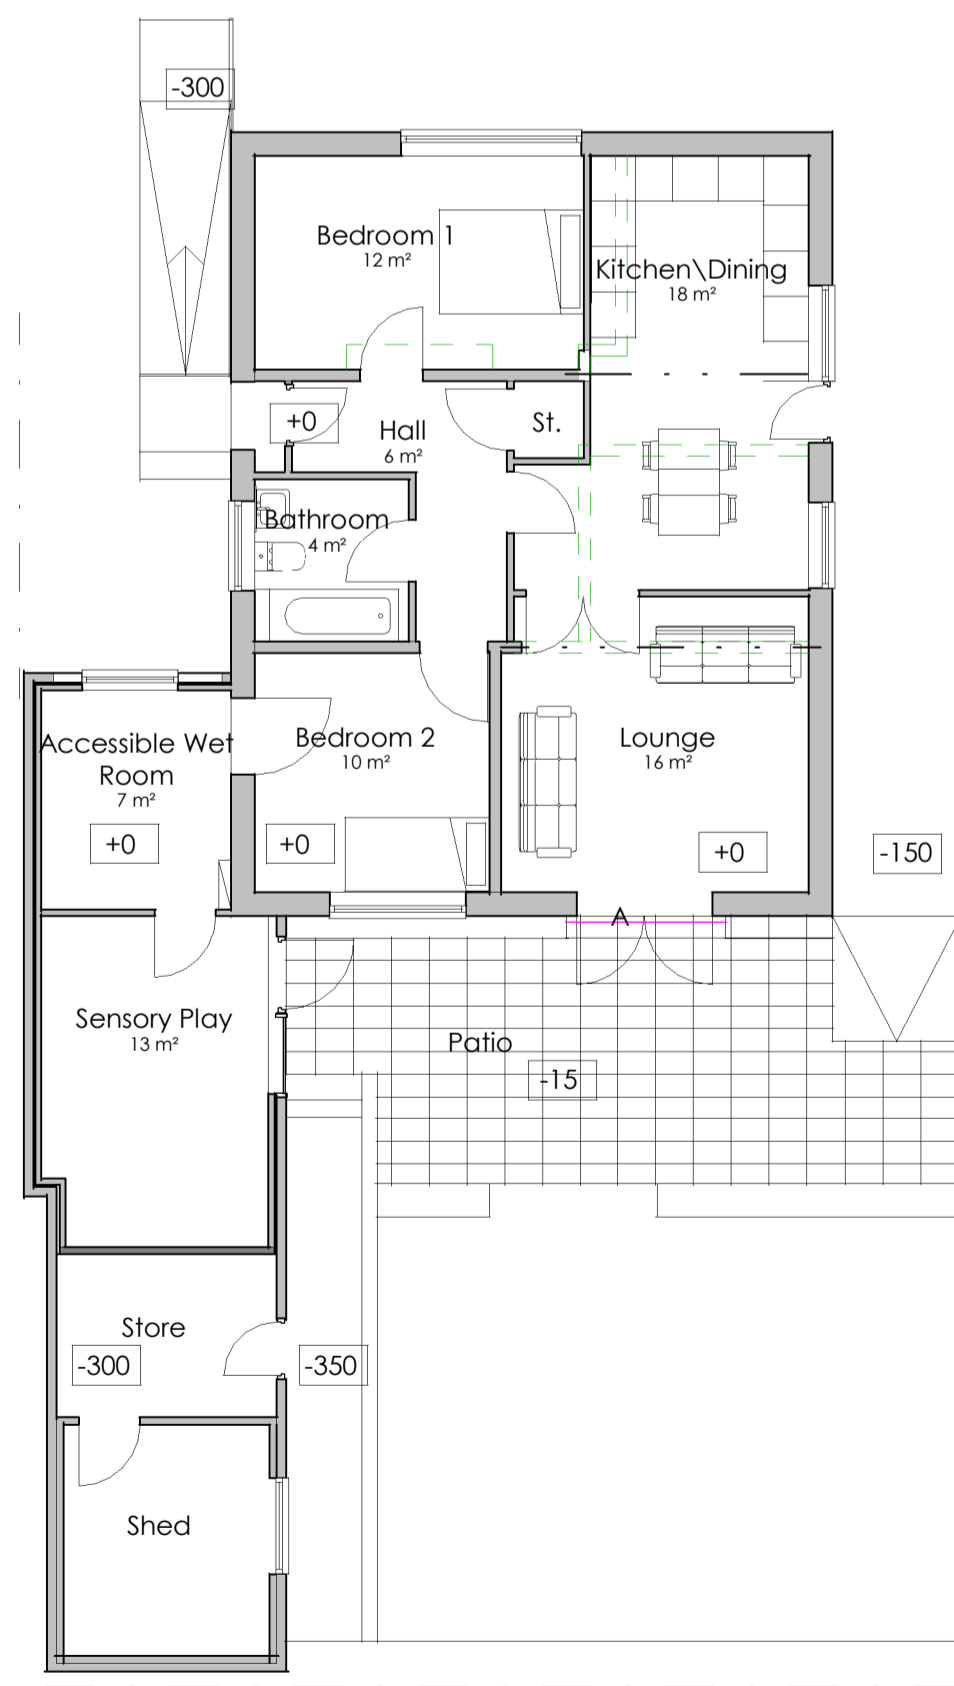 -300
Bedroom 1
12 m²
Kitchen\Dining
18 m²
+0
Hall
6 m²
St.
Bathroom
4 m²
Accessible Wet
Room
7 m²
+0
Bedroom 2
10 m²
+0
Lounge
16 m²
+0
-150
A
Sensory Play
13 m²
Patio
-15
Store
-300
-350
Shed